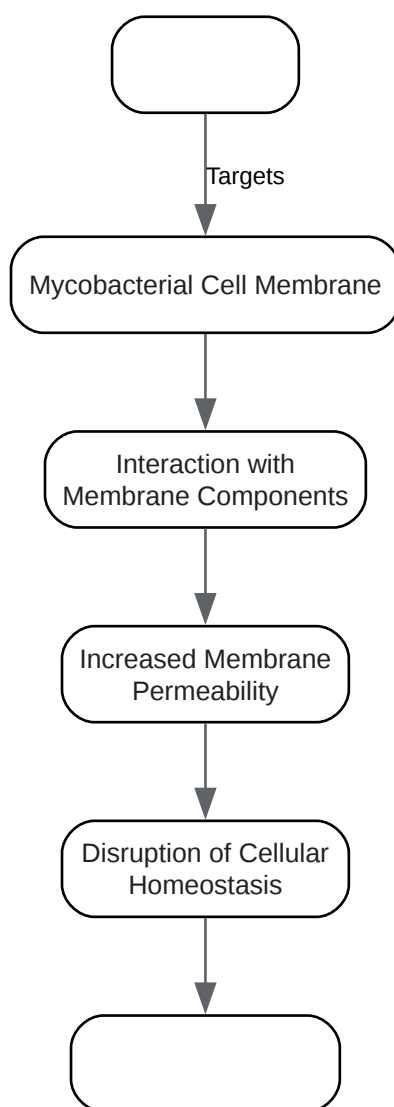 Targets
Mycobacterial Cell Membrane
Interaction with
Membrane Components
Increased Membrane
Permeability
Disruption of Cellular
Homeostasis